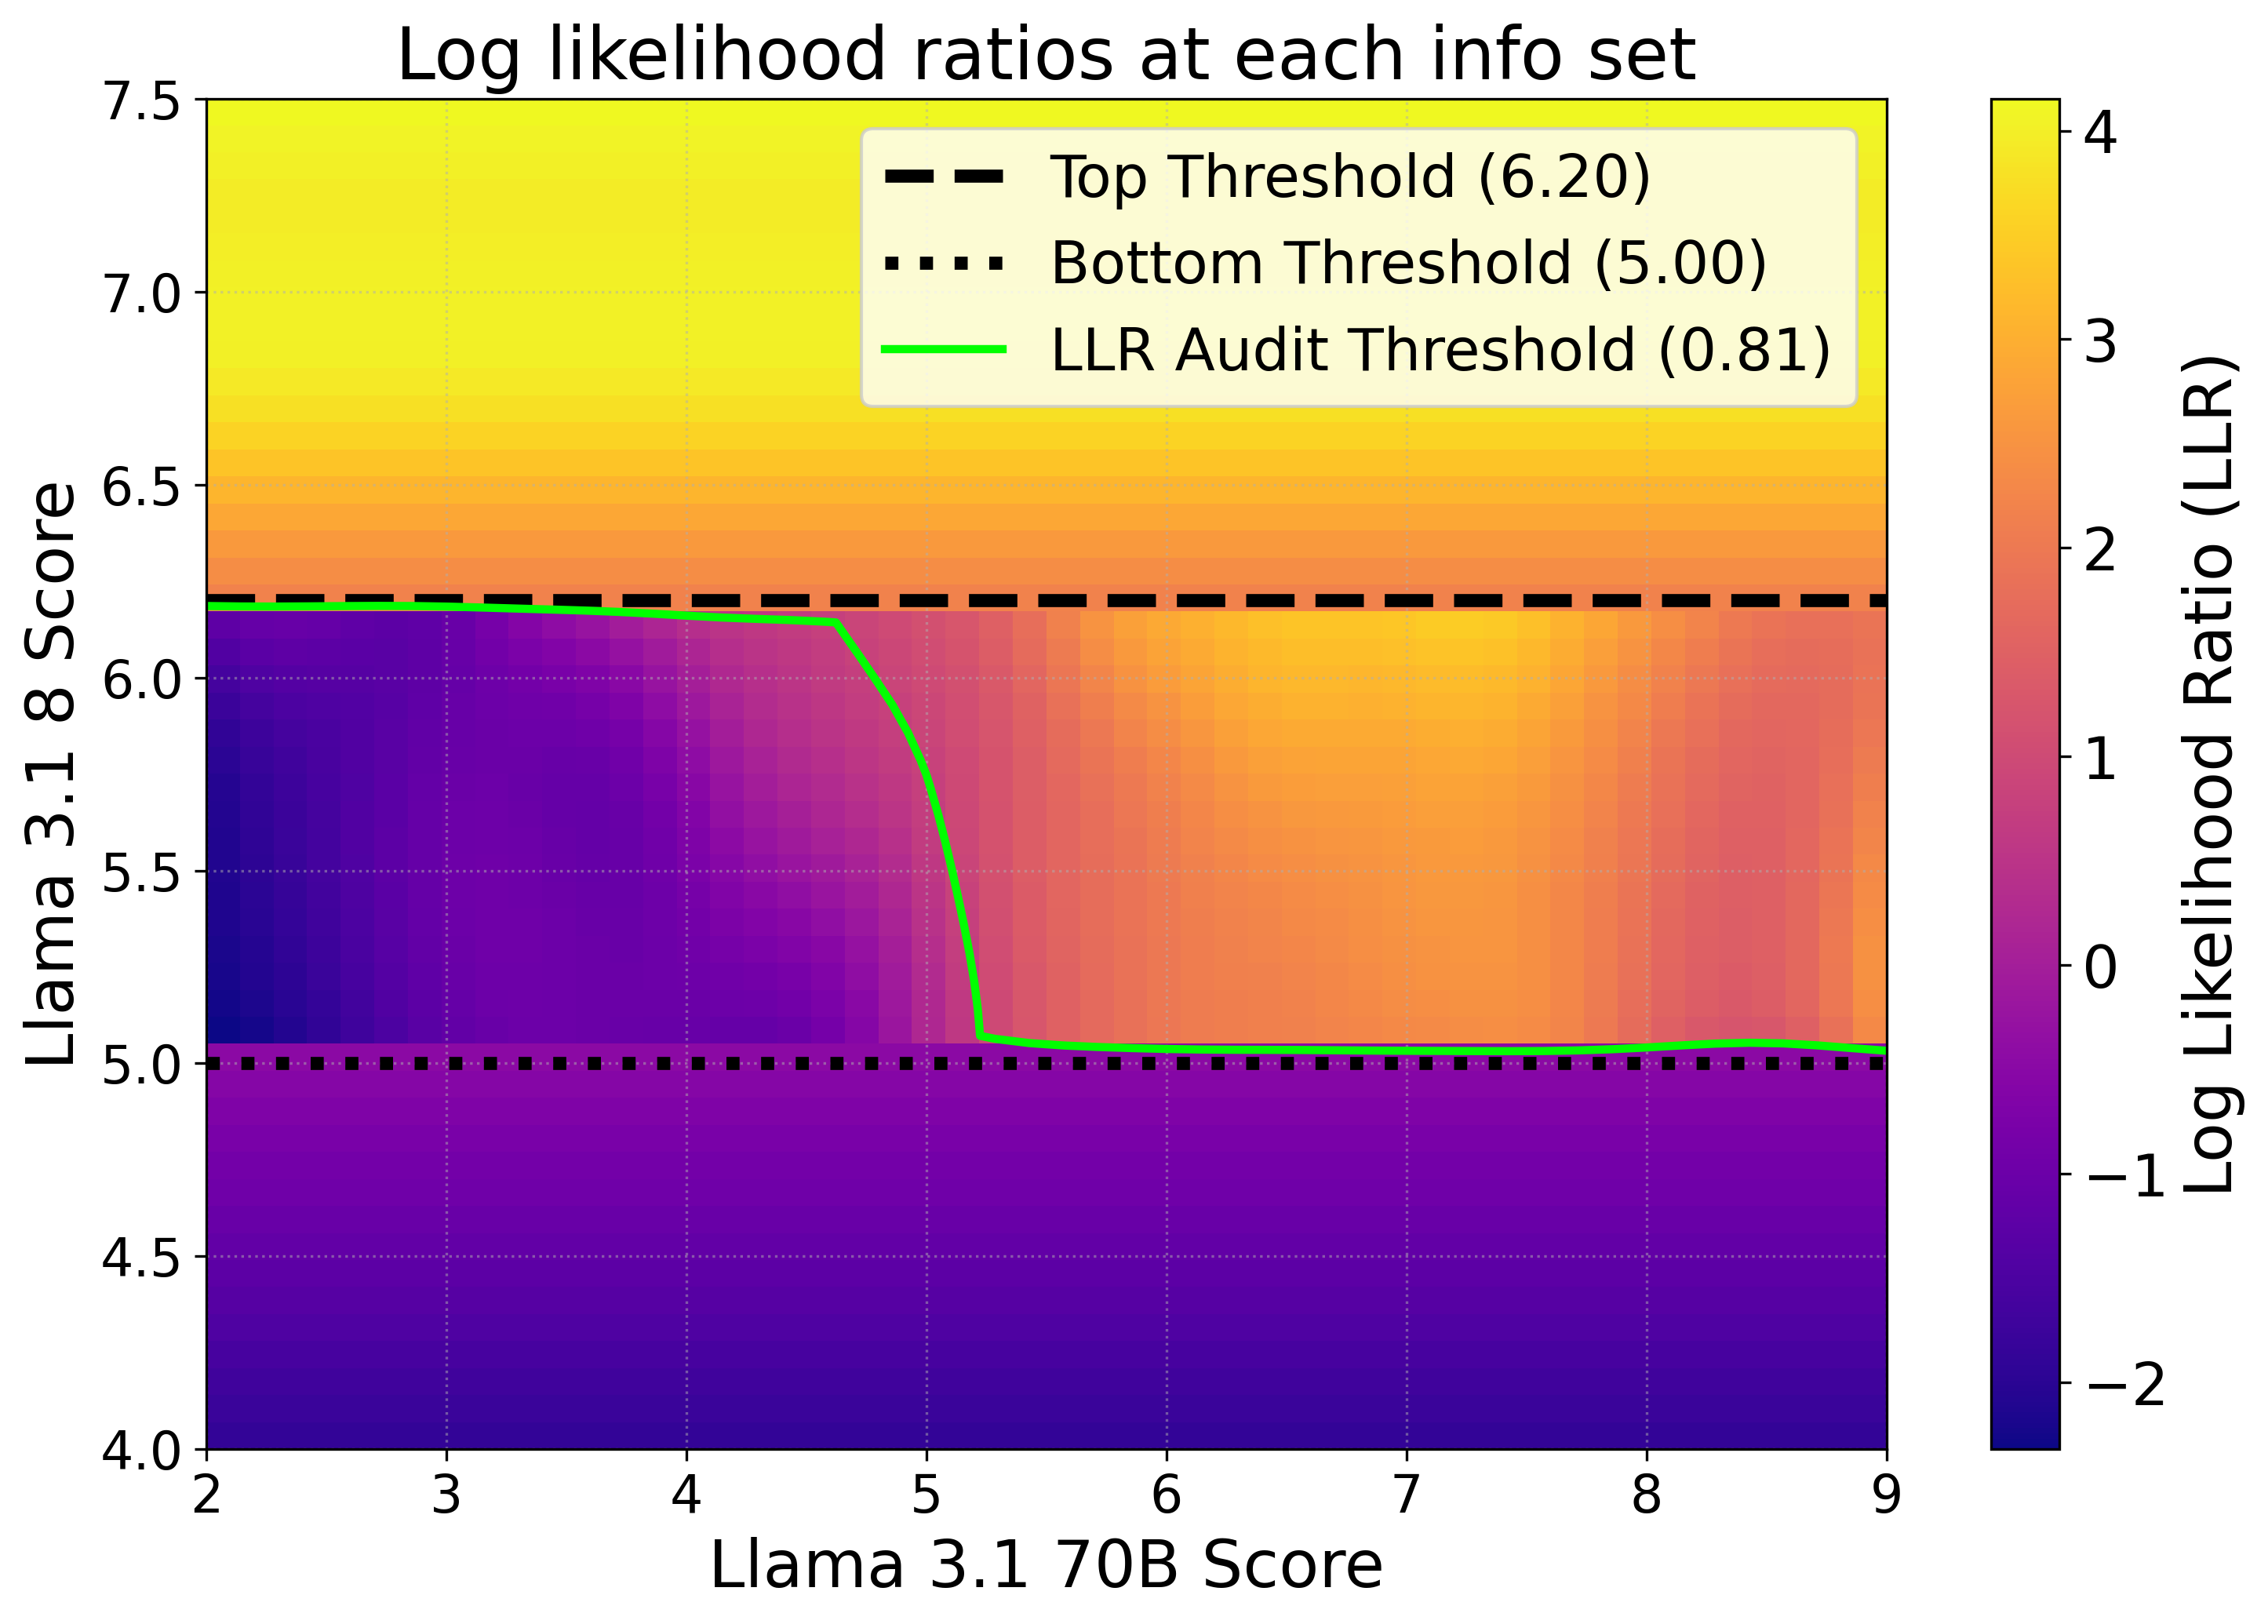 Log likelihood ratios at each info set
Top Threshold (6.20)
Bottom Threshold (5.00)
LLR Audit Threshold (0.81)
Llama 3.1 8 Score
7.5
7.0
6.5
6.0
5.5
5.0
4.5
4.0
2 3 4 5 6 7 8 9
Llama 3.1 70B Score
4
3
2
1
0
−1
−2
Log Likelihood Ratio (LLR)